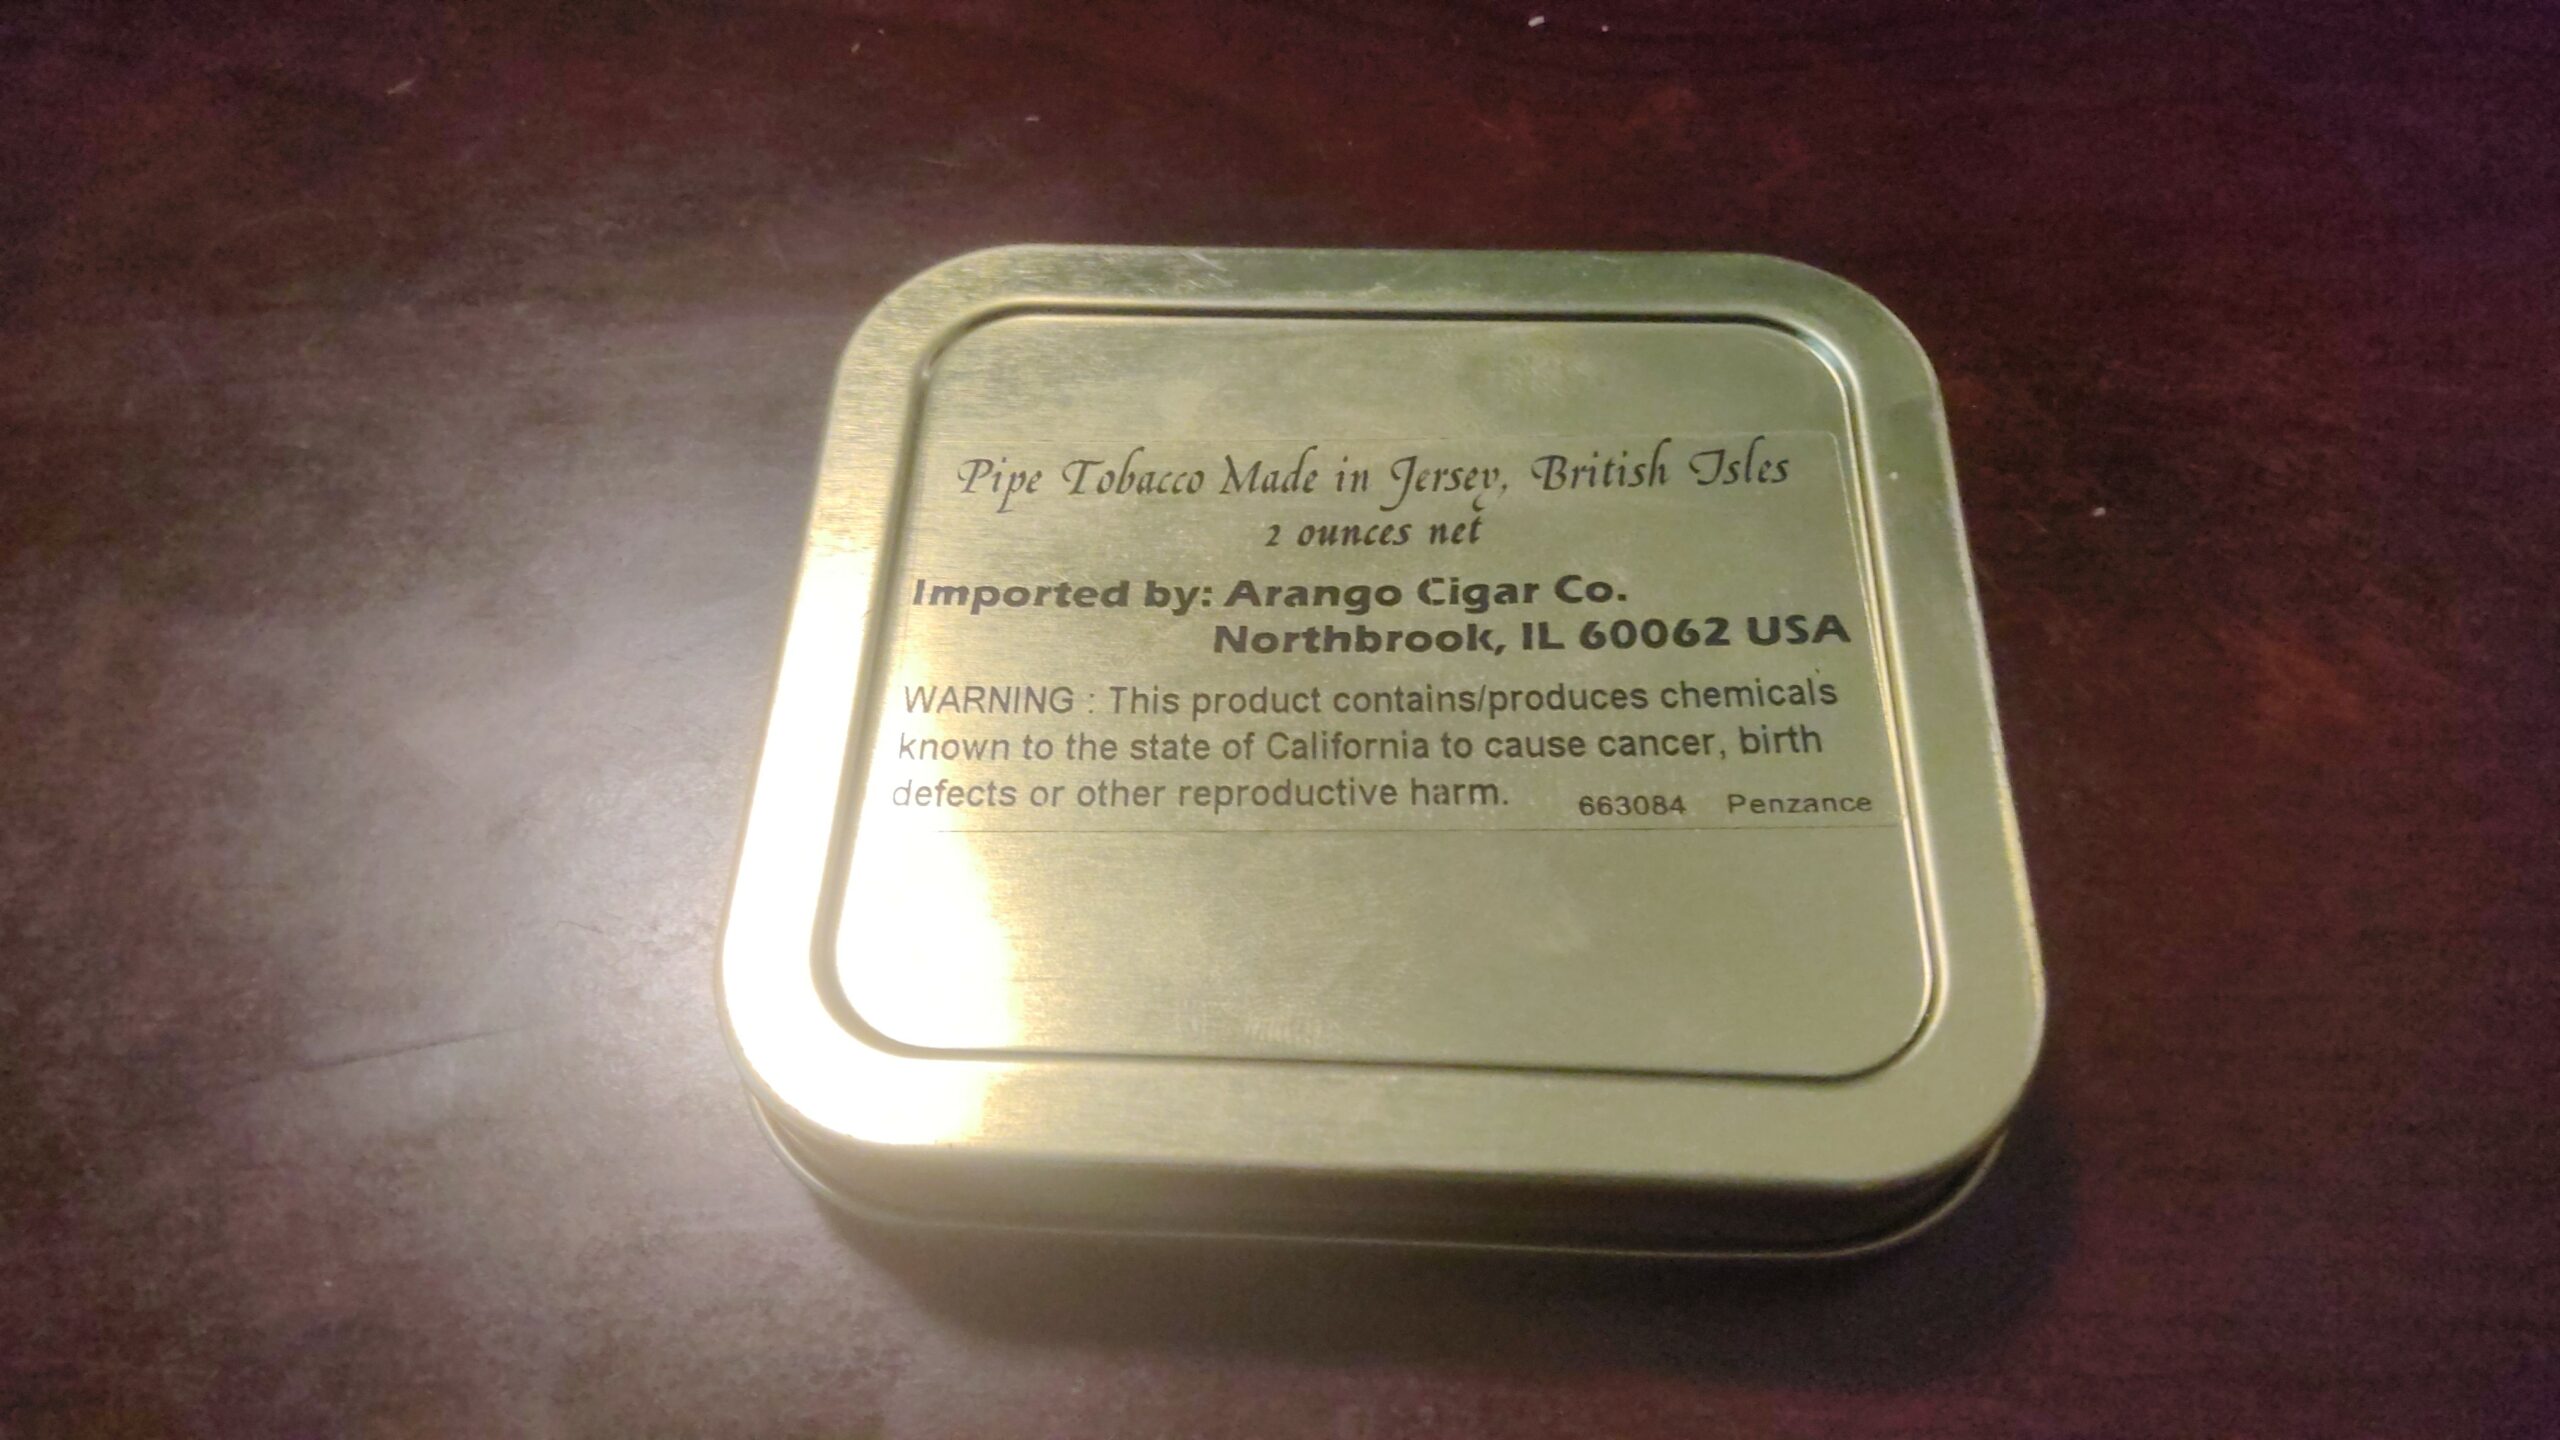 Pipe Tobacco Made in Jersey, British Isles
2 ounces net
Imported by: Arango Cigar Co.
Northbrook, IL 60062 USA
WARNING : This product contains/produces chemicals
known to the state of California to cause cancer, birth
defects or other reproductive harm. 663084 Penzance